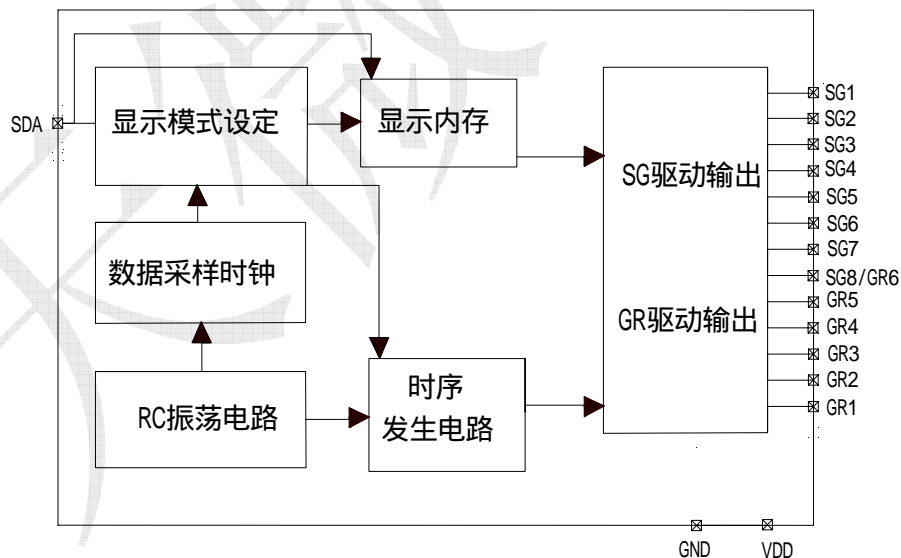 SDA
显示模式设定
显示内存
数据采样时钟
RC振荡电路
时序
发生电路
SG驱动输出
GR驱动输出
SG1
SG2
SG3
SG4
SG5
SG6
SG7
SG8/GR6
GR5
GR4
GR3
GR2
GR1
GND
VDD